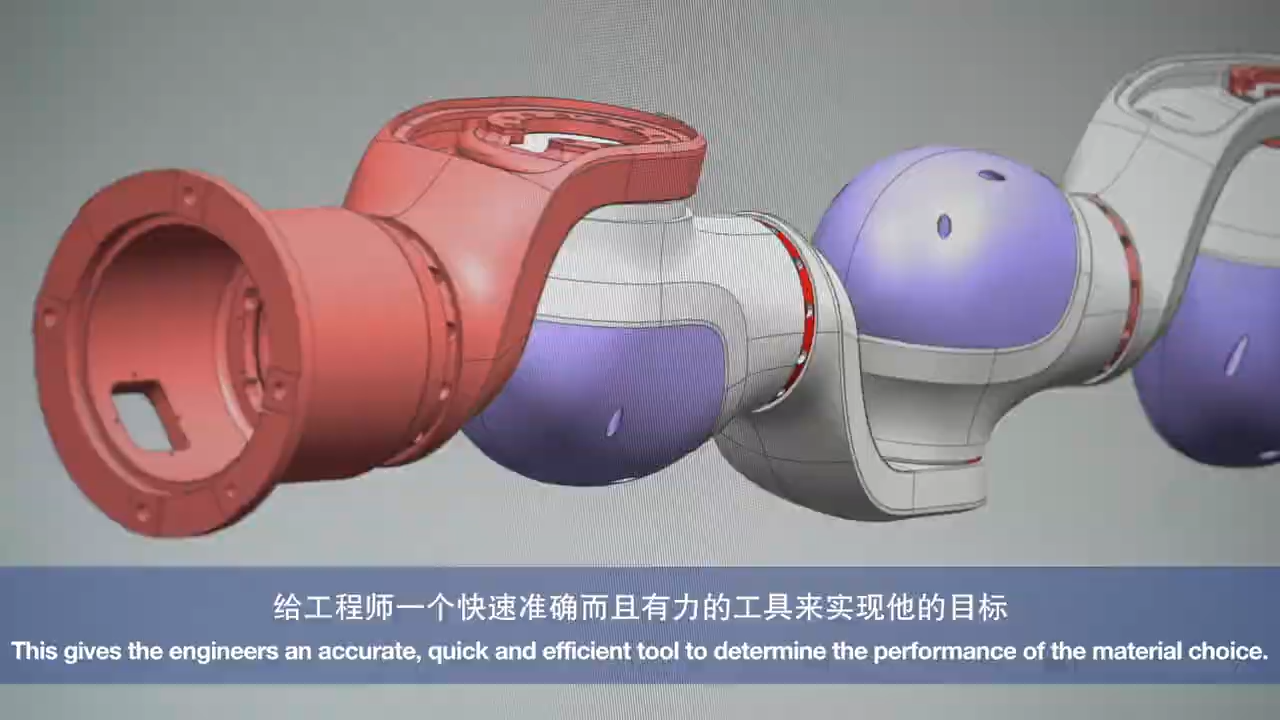 给工程师一个快速准确而且有力的工具来实现他的目标
This gives the engineers an accurate, quick and efficient tool to determine the performance of the material choice.